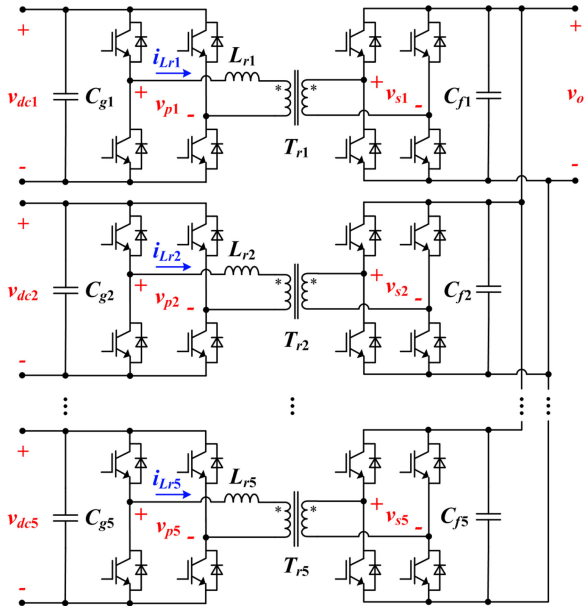 + i_Lr1 L_r1 +
v_dc1 C_g1 + v_p1 - * * T_r1 + v_s1 - C_f1 v_o
- -
+ i_Lr2 L_r2
v_dc2 C_g2 + v_p2 - * * T_r2 + v_s2 - C_f2
-
+ i_Lr5 L_r5
v_dc5 C_g5 + v_p5 - * * T_r5 + v_s5 - C_f5
-